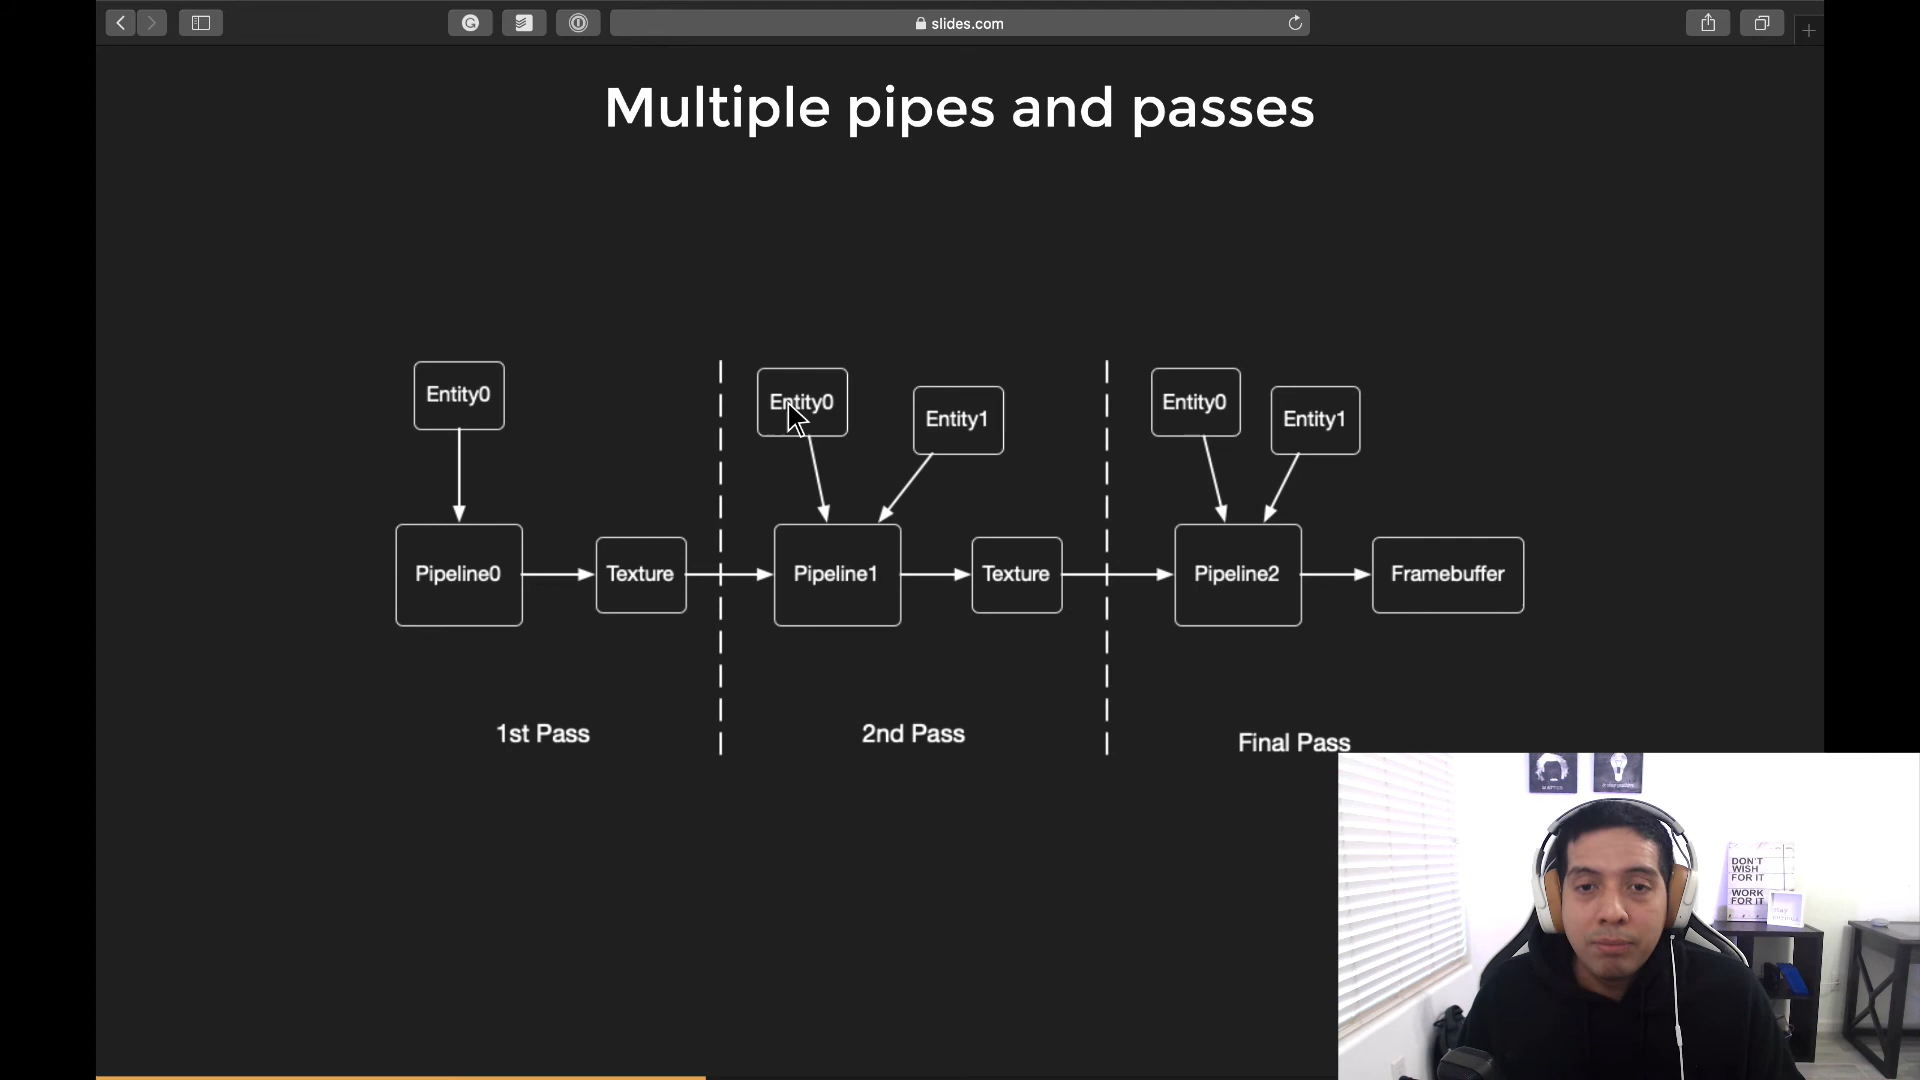 slides.com
Multiple pipes and passes
Entity0
Entity0
Entity1
Entity0
Entity1
Pipeline0
Texture
Pipeline1
Texture
Pipeline2
Framebuffer
1st Pass
2nd Pass
Final Pass
DON'T
WISH
FOR IT
WORK
FOR IT
stay